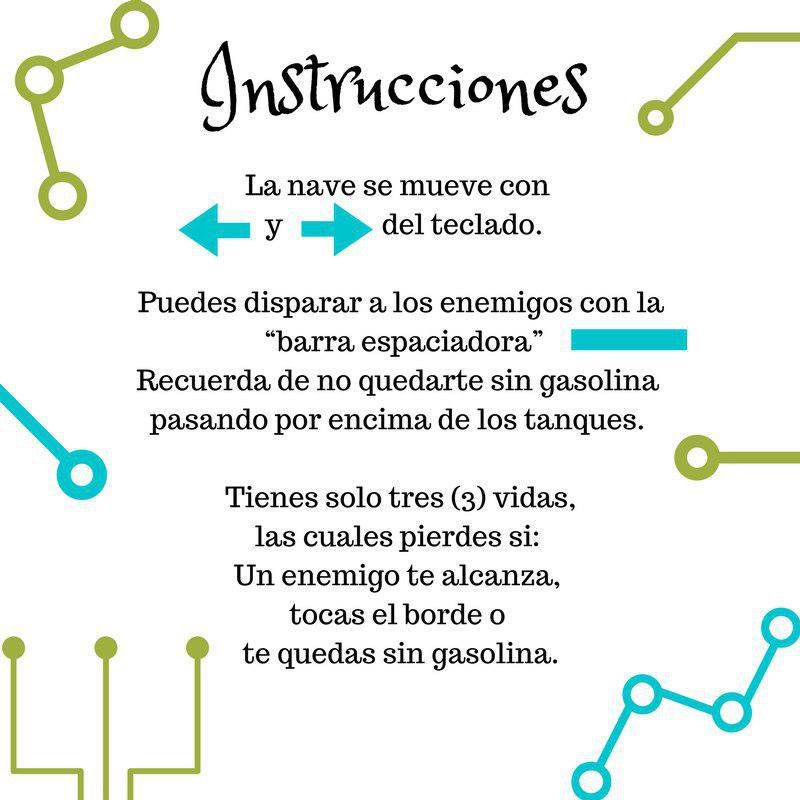 Instrucciones
La nave se mueve con
y del teclado.
Puedes disparar a los enemigos con la
“barra espaciadora”
Recuerda de no quedarte sin gasolina
pasando por encima de los tanques.
Tienes solo tres (3) vidas,
las cuales pierdes si:
Un enemigo te alcanza,
tocas el borde o
te quedas sin gasolina.